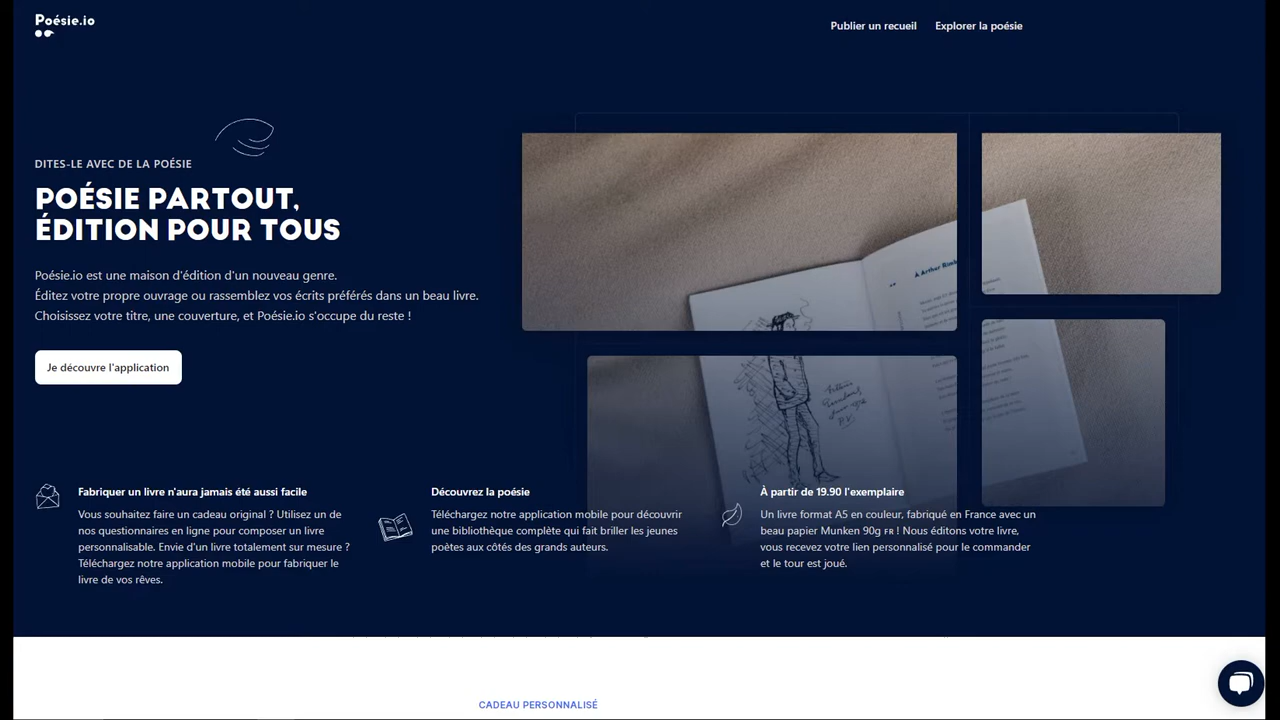 Poésie.io
Publier un recueil
Explorer la poésie
DITES-LE AVEC DE LA POÉSIE
POÉSIE PARTOUT,
ÉDITION POUR TOUS
Poésie.io est une maison d'édition d'un nouveau genre.
Éditez votre propre ouvrage ou rassemblez vos écrits préférés dans un beau livre.
Choisissez votre titre, une couverture, et Poésie.io s'occupe du reste !
Je découvre l'application
Fabriquer un livre n'aura jamais été aussi facile
Vous souhaitez faire un cadeau original ? Utilisez un de
nos questionnaires en ligne pour composer un livre
personnalisable. Envie d'un livre totalement sur mesure ?
Téléchargez notre application mobile pour fabriquer le
livre de vos rêves.
Découvrez la poésie
Téléchargez notre application mobile pour découvrir
une bibliothèque complète qui fait briller les jeunes
poètes aux côtés des grands auteurs.
À partir de 19.90 l'exemplaire
Un livre format A5 en couleur, fabriqué en France avec un
beau papier Munken 90g FR ! Nous éditons votre livre,
vous recevez votre lien personnalisé pour le commander
et le tour est joué.
CADEAU PERSONNALISÉ
À Arthur